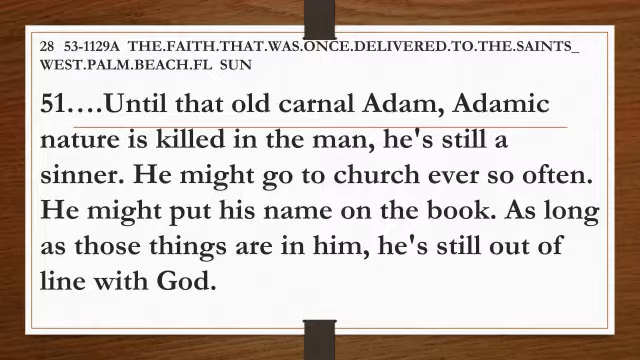 28 53-1129A THE.FAITH.THAT.WAS.ONCE.DELIVERED.TO.THE.SAINTS_
WEST.PALM.BEACH.FL SUN
51….Until that old carnal Adam, Adamic
nature is killed in the man, he's still a
sinner. He might go to church ever so often.
He might put his name on the book. As long
as those things are in him, he's still out of
line with God.